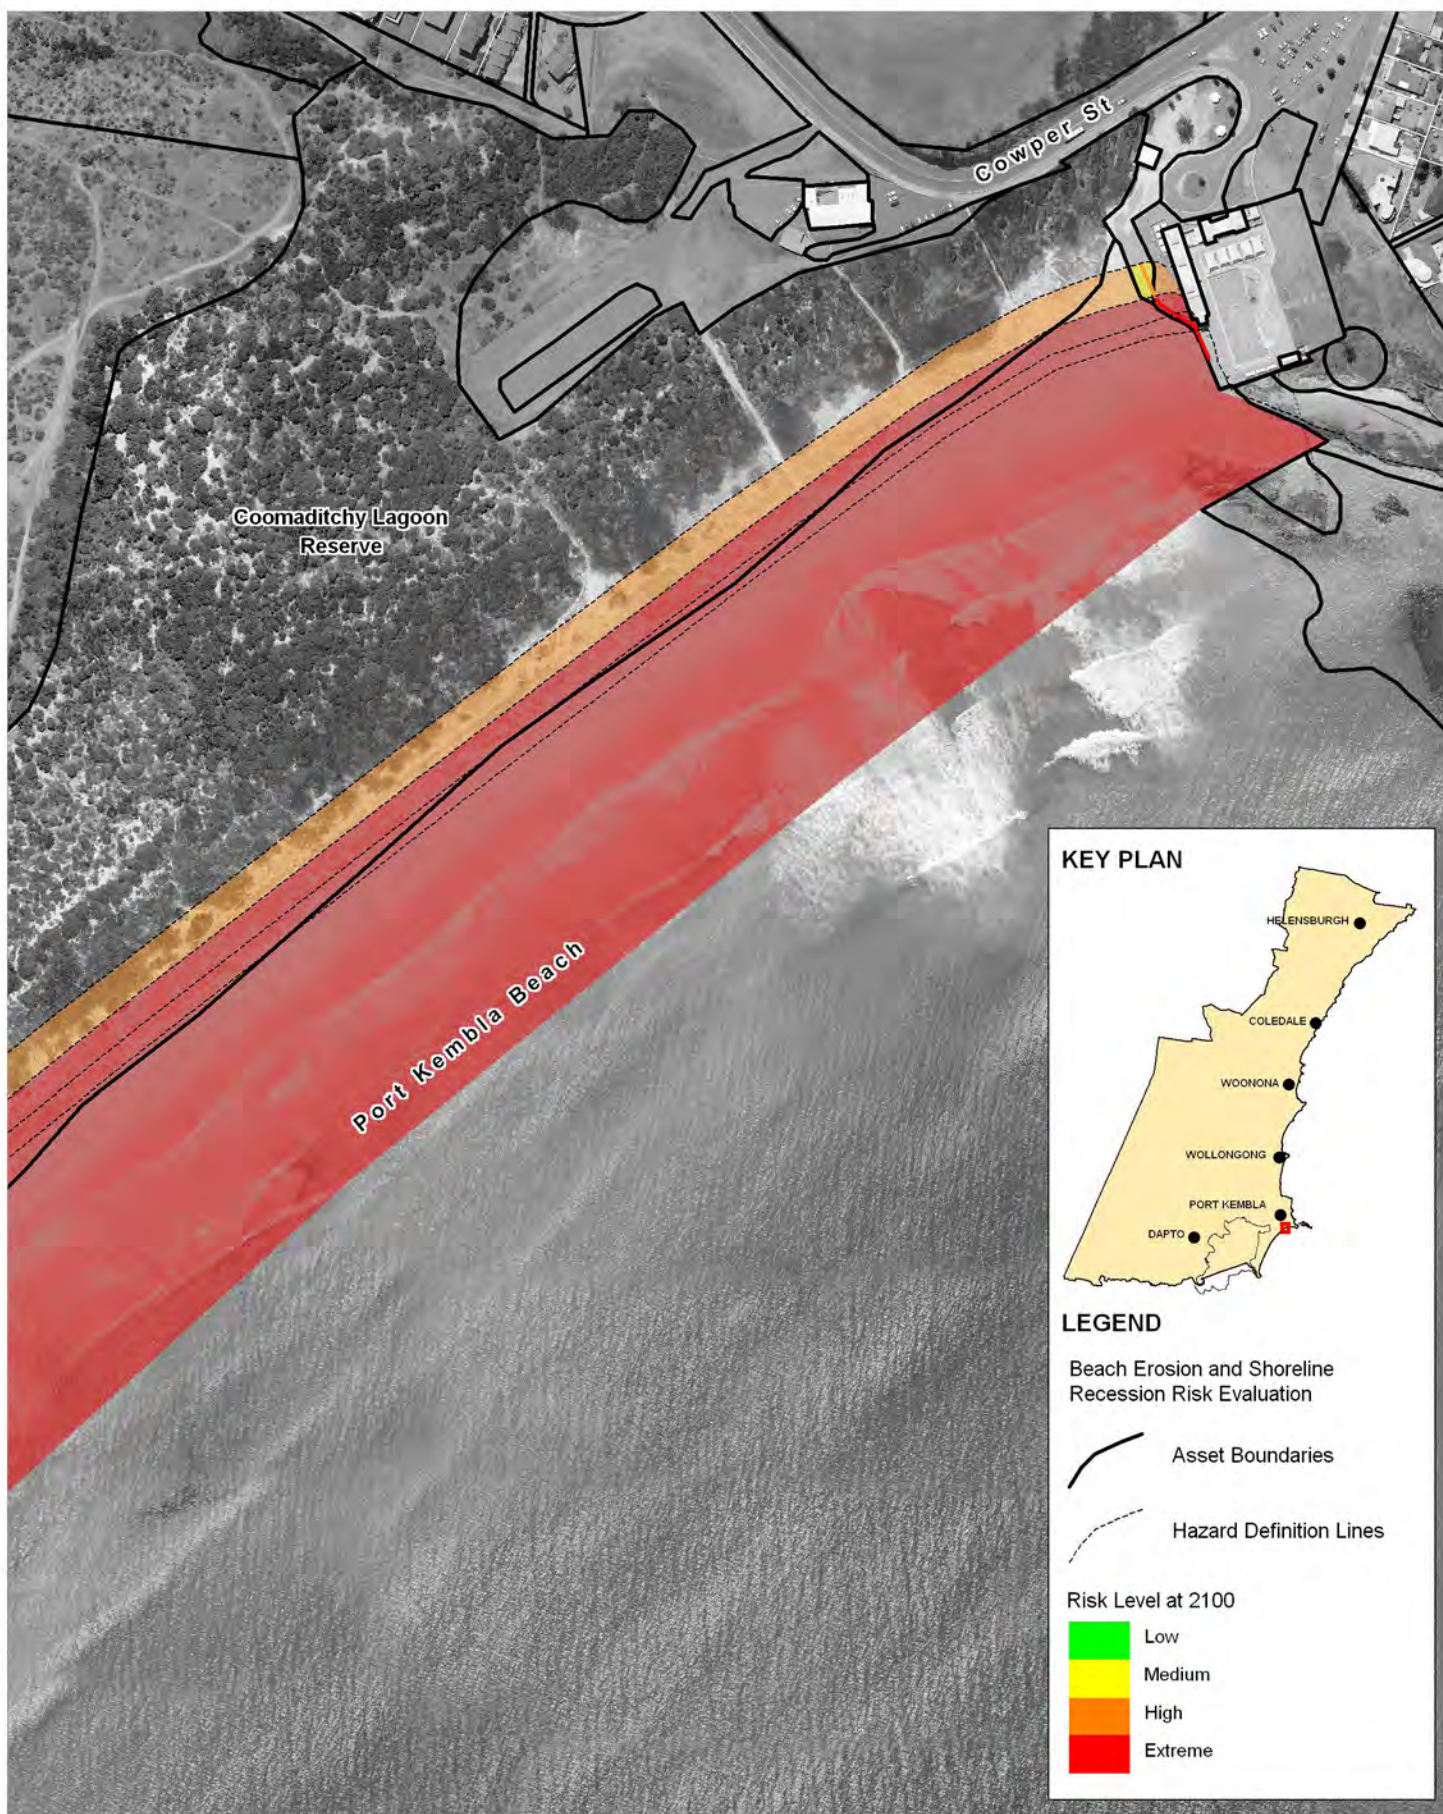 Cowper St
Coomaditchy Lagoon
Reserve
Port Kembla Beach
KEY PLAN
HELENSBURGH
COLEDALE
WOONONA
WOLLONGONG
PORT KEMBLA
DAPTO
LEGEND
Beach Erosion and Shoreline
Recession Risk Evaluation
Asset Boundaries
Hazard Definition Lines
Risk Level at 2100
Low
Medium
High
Extreme